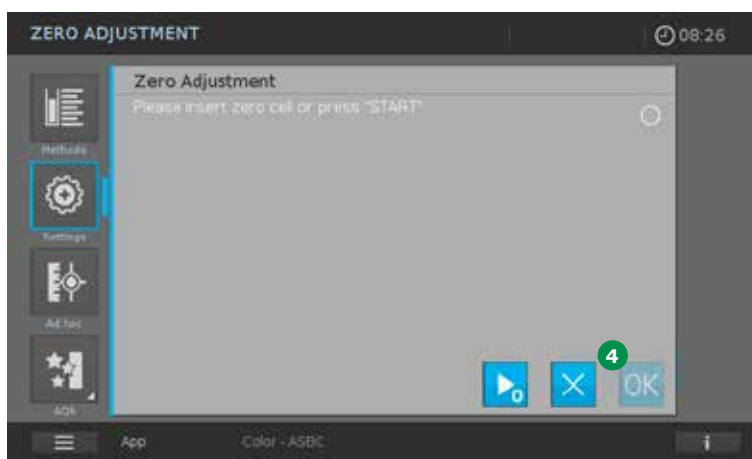 ZERO ADJUSTMENT 08:26
Zero Adjustment
Please insert zero cell or press "START"
Methods
Settings
Ad hoc
AQA
4
0
OK
App Color - ASBC
i